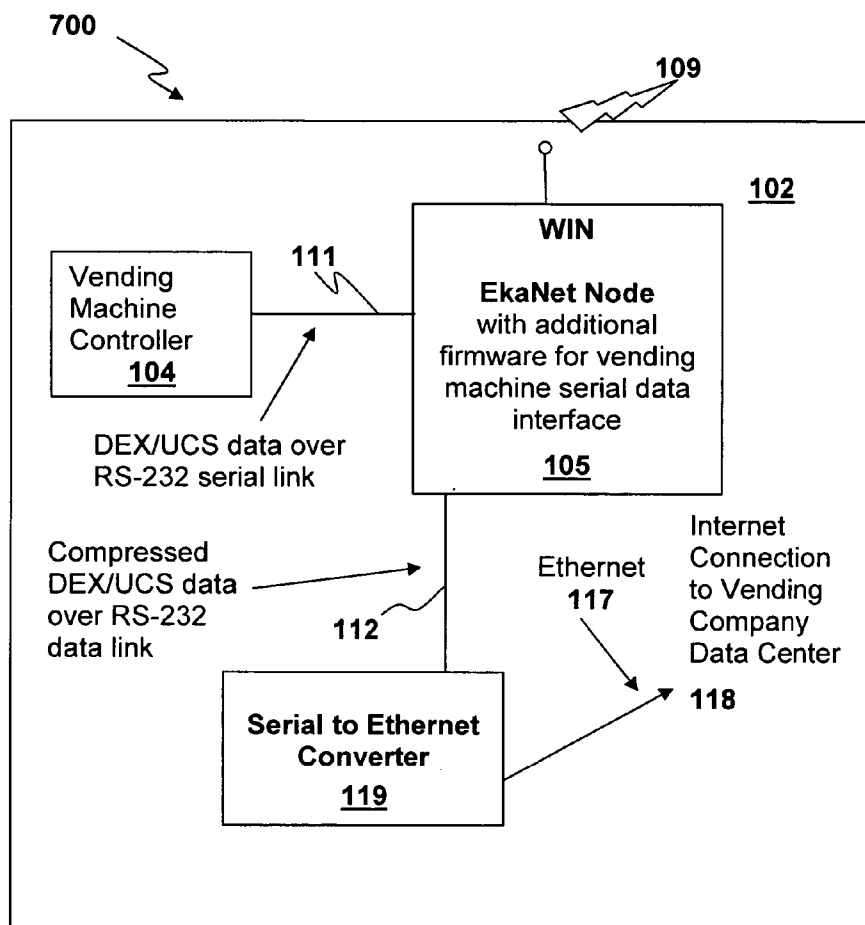 700
109
102
WIN
EkaNet Node
with additional
firmware for vending
machine serial data
interface
105
111
Vending
Machine
Controller
104
DEX/UCS data over
RS-232 serial link
Compressed
DEX/UCS data
over RS-232
data link
112
Ethernet
117
Internet
Connection
to Vending
Company
Data Center
118
Serial to Ethernet
Converter
119